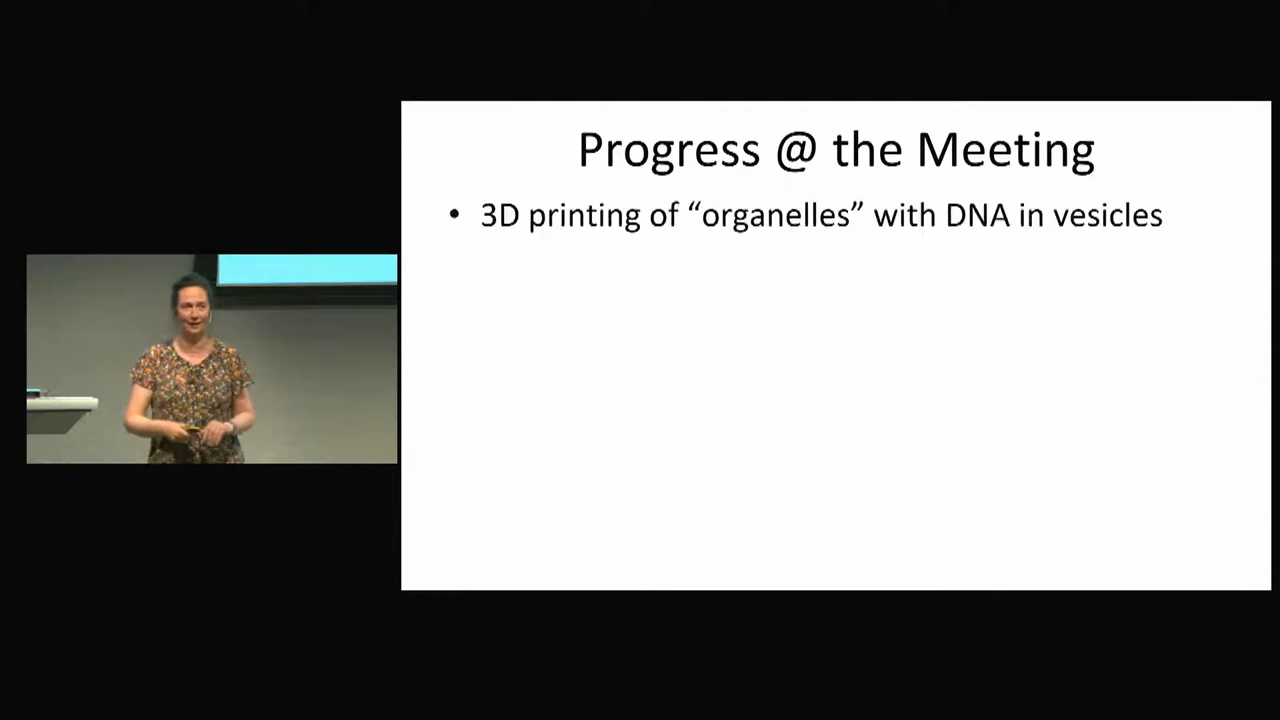 Progress @ the Meeting
• 3D printing of “organelles” with DNA in vesicles